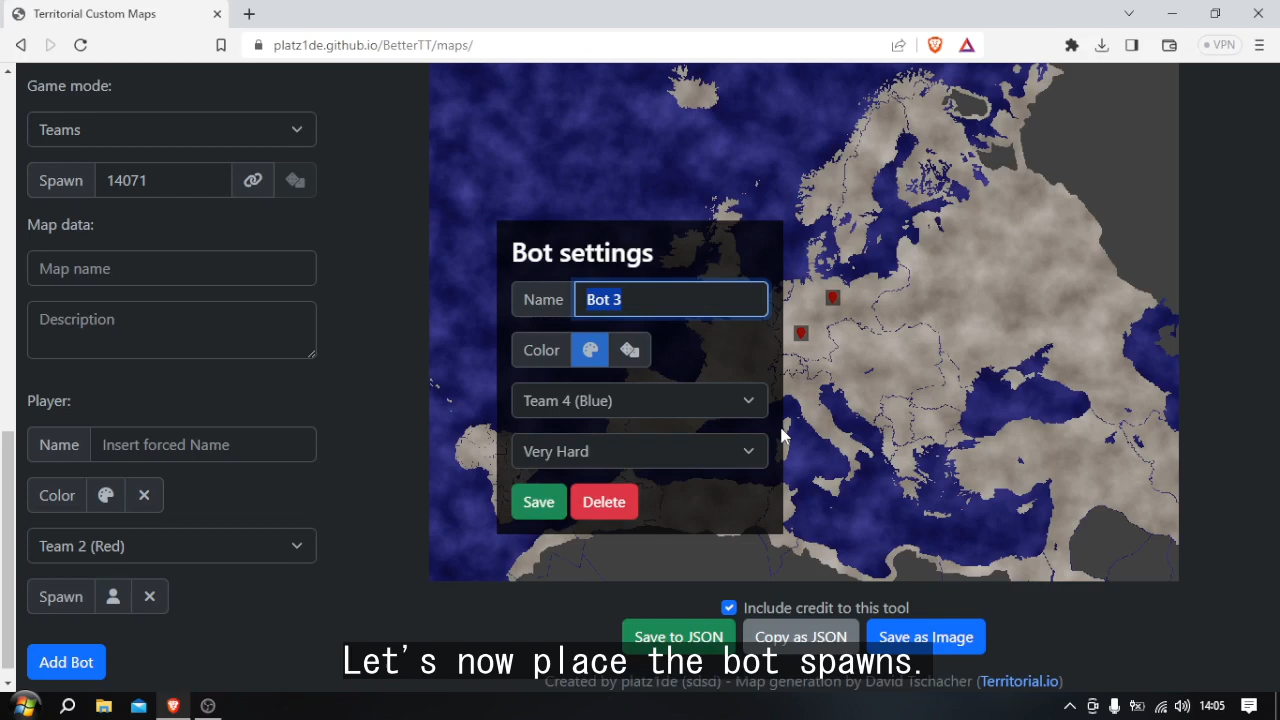 Territorial Custom Maps
platz1de.github.io/BetterTT/maps/
VPN
Game mode:
Teams
Spawn 14071
Map data:
Map name
Description
Player:
Name Insert forced Name
Color
Team 2 (Red)
Spawn
Add Bot
Bot settings
Name Bot 3
Color
Team 4 (Blue)
Very Hard
Save Delete
Include credit to this tool
Save to JSON Copy as JSON Save as Image
Let's now place the bot spawns.
Created by platz1de (sdsd) - Map generation by David Tschacher (Territorial.io)
14:05